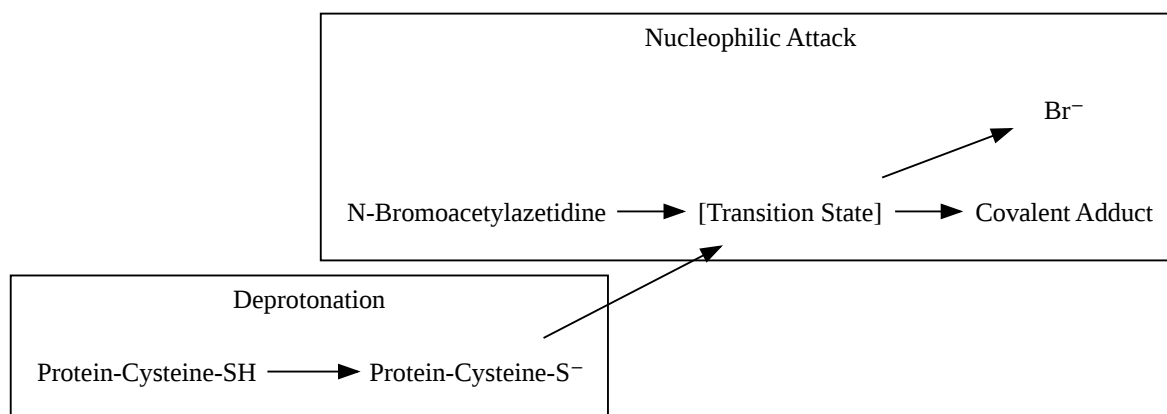 Nucleophilic Attack
Br⁻
N-Bromoacetylazetidine
[Transition State]
Covalent Adduct
Deprotonation
Protein-Cysteine-SH
Protein-Cysteine-S⁻